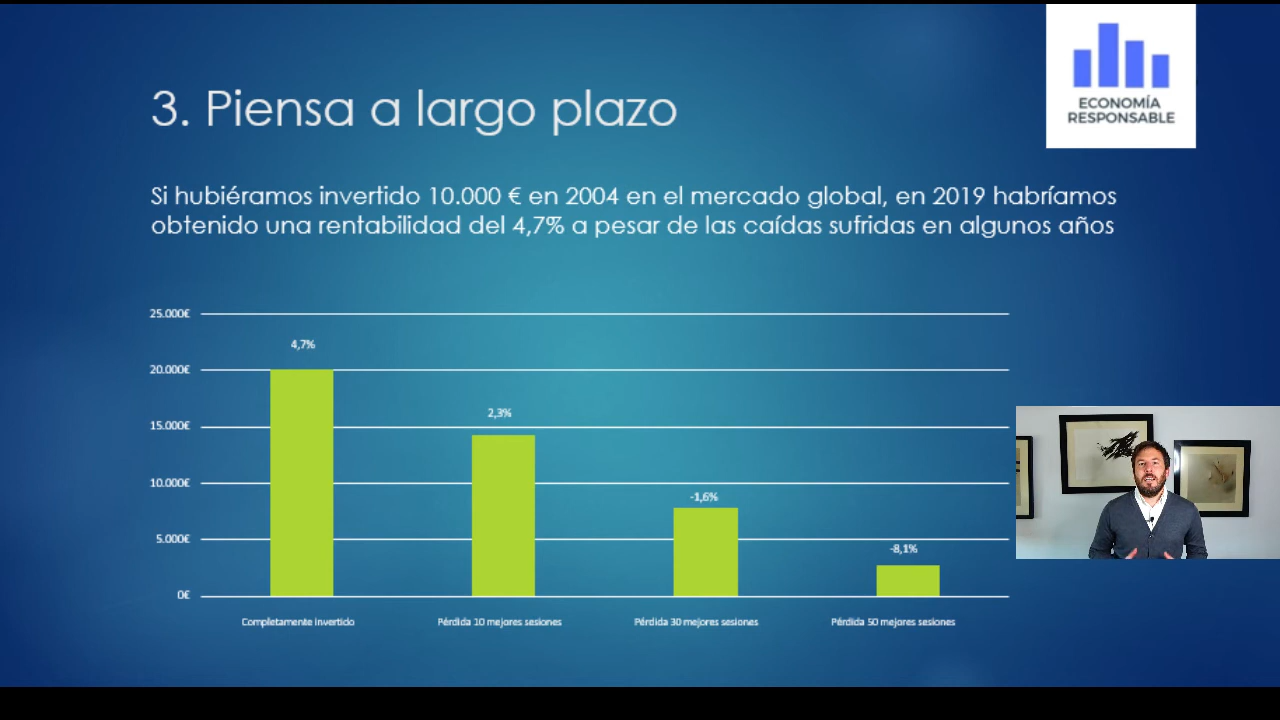 ECONOMÍA
RESPONSABLE
3. Piensa a largo plazo
Si hubiéramos invertido 10.000 € en 2004 en el mercado global, en 2019 habríamos
obtenido una rentabilidad del 4,7% a pesar de las caídas sufridas en algunos años
25.000€
20.000€
15.000€
10.000€
5.000€
0€
4,7%
2,3%
-1,6%
-8,1%
Completamente invertido
Pérdida 10 mejores sesiones
Pérdida 30 mejores sesiones
Pérdida 50 mejores sesiones